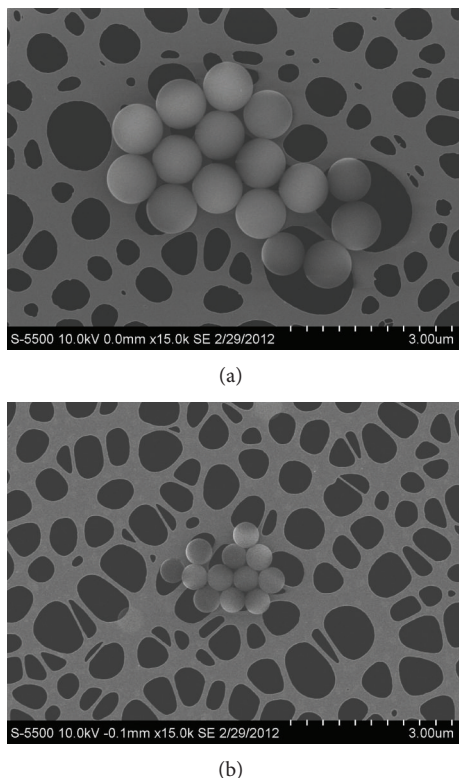 S-5500 10.0kV 0.0mm x15.0k SE 2/29/2012 3.00um
(a)
S-5500 10.0kV -0.1mm x15.0k SE 2/29/2012 3.00um
(b)